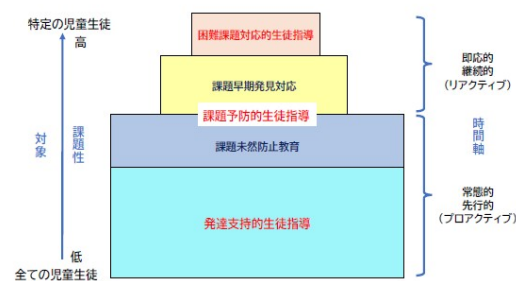 特定の児童生徒
高
対象
課題性
低
全ての児童生徒
困難課題対応的生徒指導
課題早期発見対応
課題予防的生徒指導
課題未然防止教育
発達支持的生徒指導
即応的
継続的
(リアクティブ)
時間軸
常態的
先行的
(プロアクティブ)